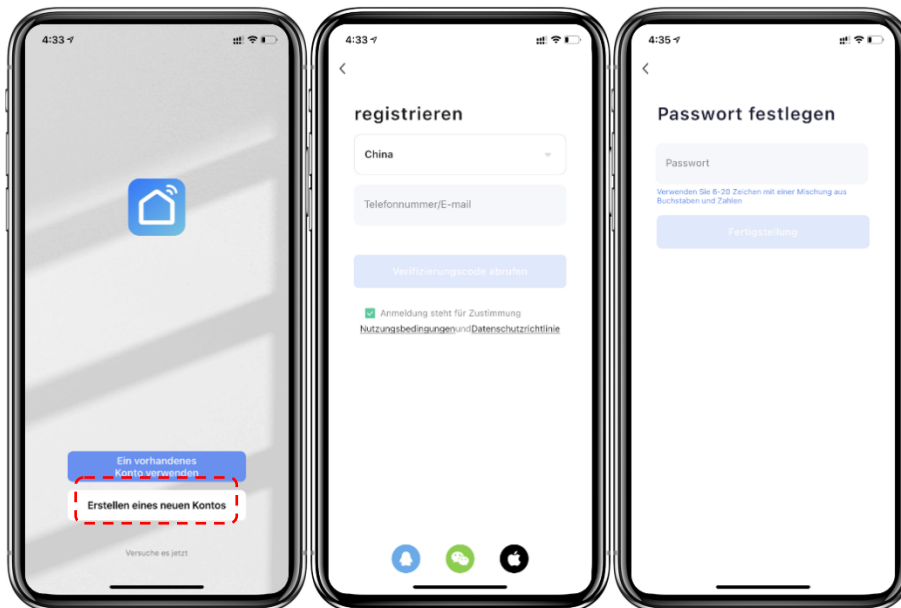 4:33
Ein vorhandenes
Konto verwenden
Erstellen eines neuen Kontos
Versuche es jetzt
4:33
registrieren
China
Telefonnummer/E-mail
Verifizierungscode abrufen
Anmeldung steht für Zustimmung
NutzungsbedingungenundDatenschutzrichtlinie
4:35
Passwort festlegen
Passwort
Verwenden Sie 6-20 Zeichen mit einer Mischung aus
Buchstaben und Zahlen
Fertigstellung